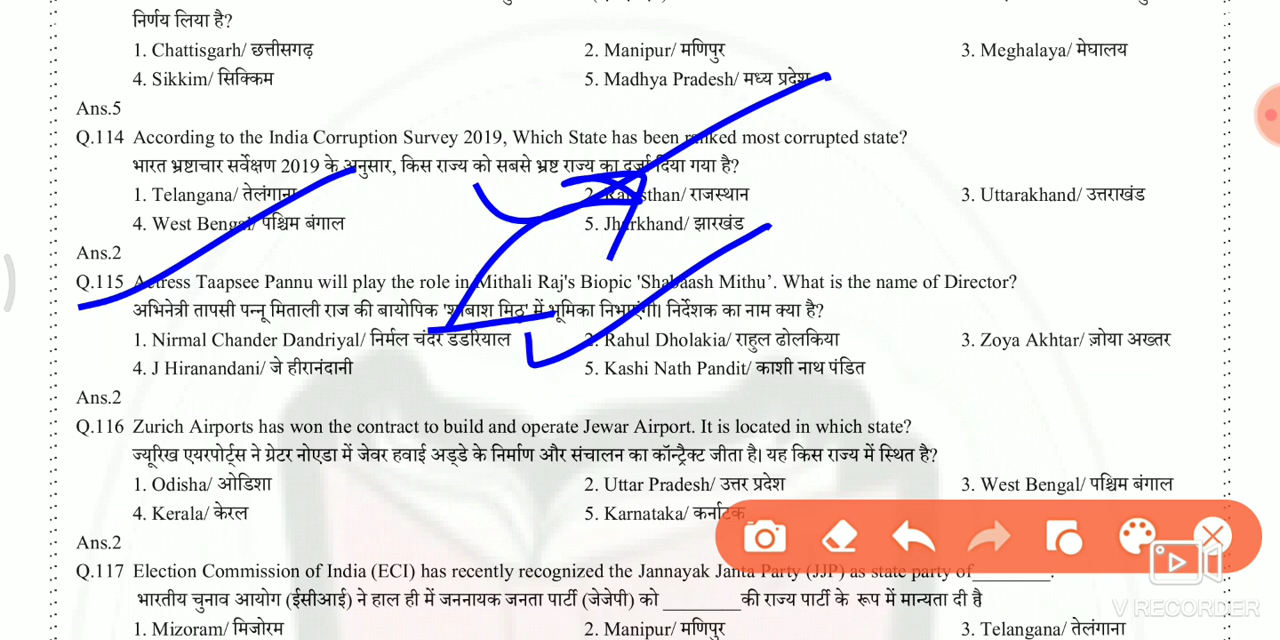 निर्णय लिया है?
1. Chattisgarh/ छत्तीसगढ़ 2. Manipur/ मणिपुर 3. Meghalaya/ मेघालय
4. Sikkim/ सिक्किम 5. Madhya Pradesh/ मध्य प्रदेश
Ans.5
Q.114 According to the India Corruption Survey 2019, Which State has been ranked most corrupted state?
भारत भ्रष्टाचार सर्वेक्षण 2019 के अनुसार, किस राज्य को सबसे भ्रष्ट राज्य का दर्जा दिया गया है?
1. Telangana/ तेलंगाना 2. Rajasthan/ राजस्थान 3. Uttarakhand/ उत्तराखंड
4. West Bengal/ पश्चिम बंगाल 5. Jharkhand/ झारखंड
Ans.2
Q.115 Actress Taapsee Pannu will play the role in Mithali Raj's Biopic 'Shabaash Mithu'. What is the name of Director?
अभिनेत्री तापसी पन्नू मिताली राज की बायोपिक 'शाबाश मिठू' में भूमिका निभाएंगी। निर्देशक का नाम क्या है?
1. Nirmal Chander Dandriyal/ निर्मल चंदर डंडरियाल 2. Rahul Dholakia/ राहुल ढोलकिया 3. Zoya Akhtar/ ज़ोया अख्तर
4. J Hiranandani/ जे हीरानंदानी 5. Kashi Nath Pandit/ काशी नाथ पंडित
Ans.2
Q.116 Zurich Airports has won the contract to build and operate Jewar Airport. It is located in which state?
ज्यूरिख एयरपोर्ट्स ने ग्रेटर नोएडा में जेवर हवाई अड्डे के निर्माण और संचालन का कॉन्ट्रैक्ट जीता है। यह किस राज्य में स्थित है?
1. Odisha/ ओडिशा 2. Uttar Pradesh/ उत्तर प्रदेश 3. West Bengal/ पश्चिम बंगाल
4. Kerala/ केरल 5. Karnataka/ कर्नाटक
Ans.2
Q.117 Election Commission of India (ECI) has recently recognized the Jannayak Janta Party (JJP) as state party of________.
भारतीय चुनाव आयोग (ईसीआई) ने हाल ही में जननायक जनता पार्टी (जेजेपी) को ________की राज्य पार्टी के रूप में मान्यता दी है
1. Mizoram/ मिजोरम 2. Manipur/ मणिपुर 3. Telangana/ तेलंगाना
V RECORDER